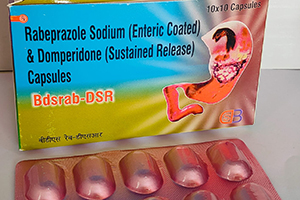 10x10 Capsules
Rabeprazole Sodium (Enteric Coated)
& Domperidone (Sustained Release)
Capsules
Bdsrab-DSR